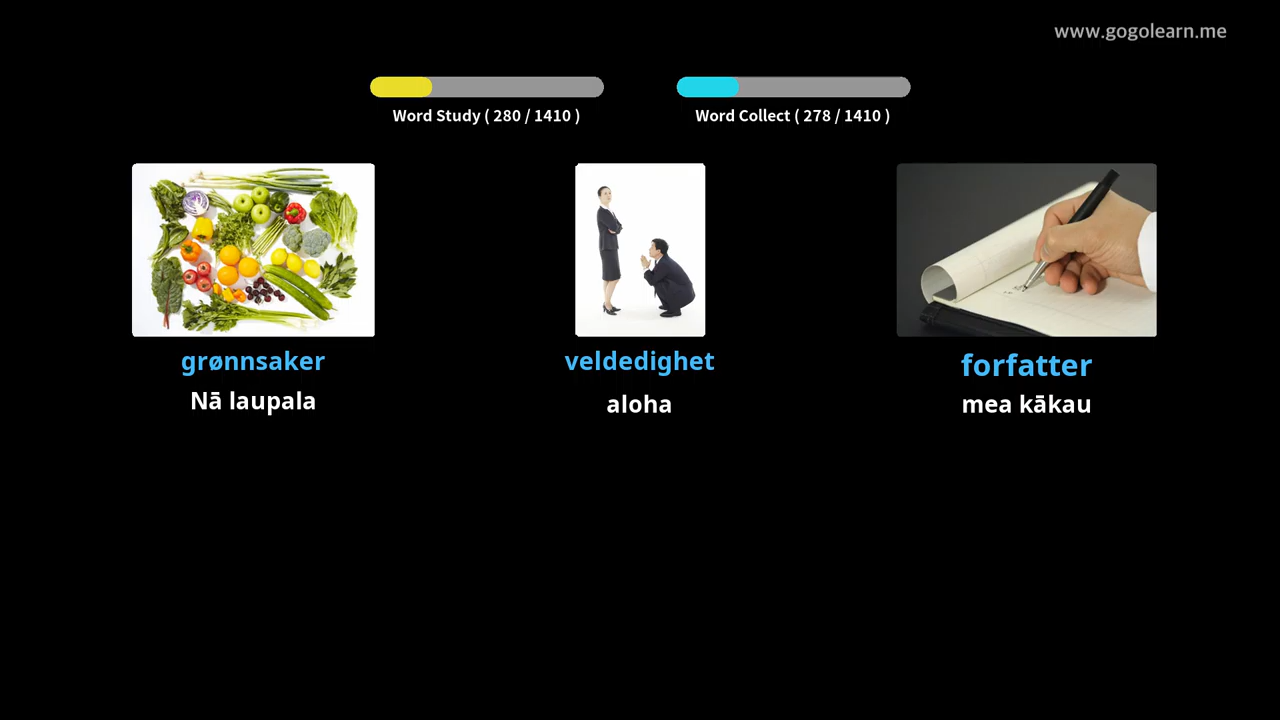 www.gogolearn.me
Word Study ( 280 / 1410 )
Word Collect ( 278 / 1410 )
grønnsaker
Nā laupala
veldedighet
aloha
forfatter
mea kākau